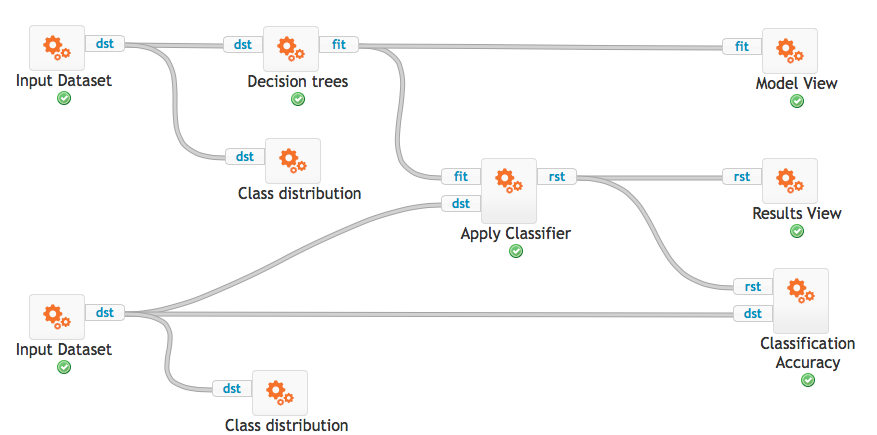 dst
dst
fit
fit
Input Dataset
Decision trees
Model View
dst
Class distribution
fit
rst
rst
dst
Apply Classifier
Results View
rst
dst
dst
Input Dataset
Classification
Accuracy
dst
Class distribution